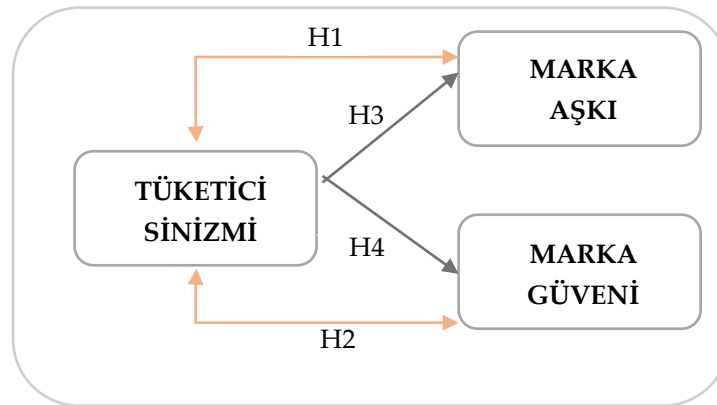 H1
MARKA
AŞKI
H3
TÜKETİCİ
SİNİZMİ
H4
MARKA
GÜVENİ
H2